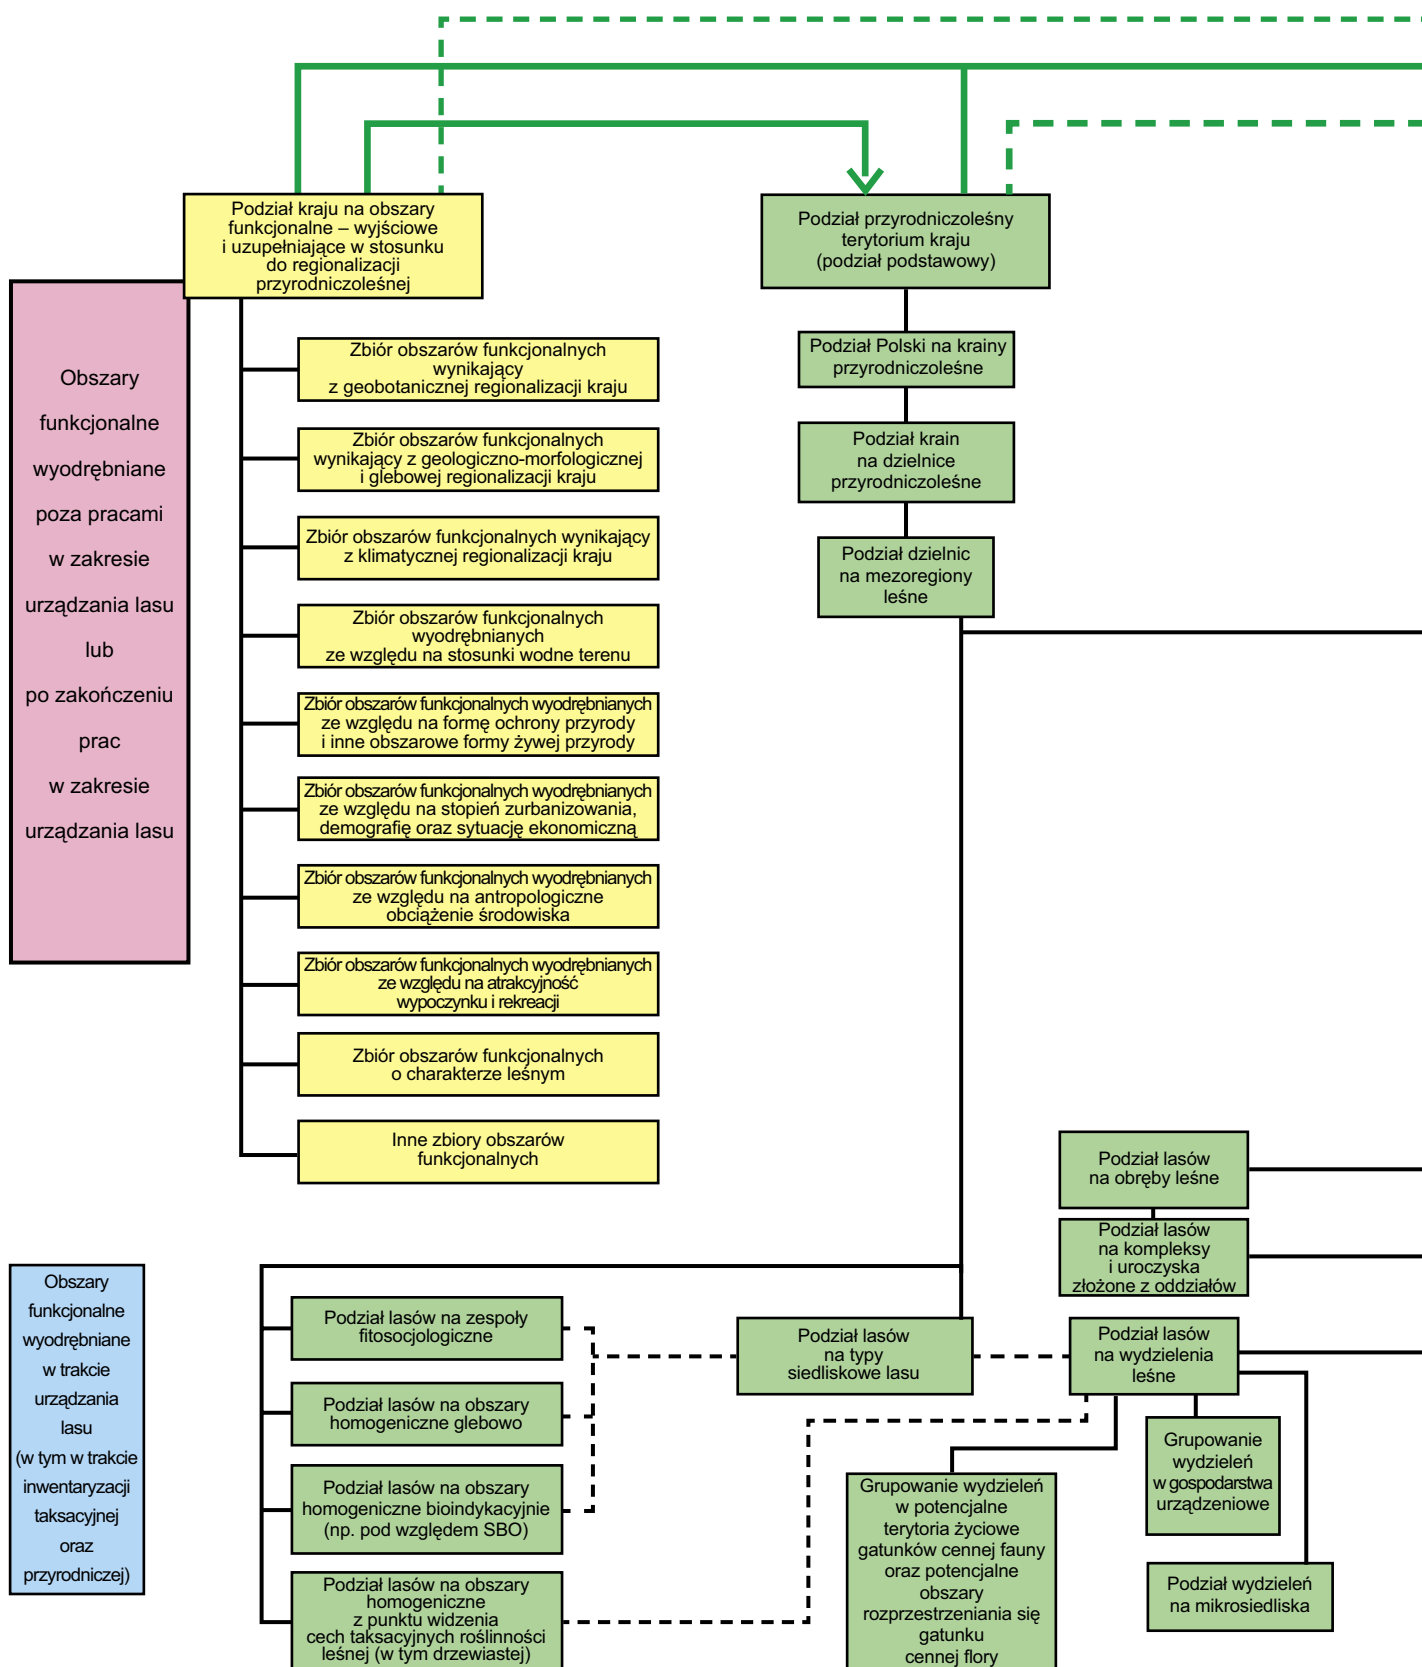 Podział kraju na obszary
funkcjonalne – wyjściowe
i uzupełniające w stosunku
do regionalizacji
przyrodniczoleśnej
Podział przyrodniczoleśny
terytorium kraju
(podział podstawowy)
Obszary
funkcjonalne
wyodrębniane
poza pracami
w zakresie
urządzania lasu
lub
po zakończeniu
prac
w zakresie
urządzania lasu
Zbiór obszarów funkcjonalnych
wynikający
z geobotanicznej regionalizacji kraju
Zbiór obszarów funkcjonalnych
wynikający z geologiczno-morfologicznej
i glebowej regionalizacji kraju
Zbiór obszarów funkcjonalnych wynikający
z klimatycznej regionalizacji kraju
Zbiór obszarów funkcjonalnych
wyodrębnianych
ze względu na stosunki wodne terenu
Zbiór obszarów funkcjonalnych wyodrębnianych
ze względu na formę ochrony przyrody
i inne obszarowe formy żywej przyrody
Zbiór obszarów funkcjonalnych wyodrębnianych
ze względu na stopień zurbanizowania,
demografię oraz sytuację ekonomiczną
Zbiór obszarów funkcjonalnych wyodrębnianych
ze względu na antropologiczne
obciążenie środowiska
Zbiór obszarów funkcjonalnych wyodrębnianych
ze względu na atrakcyjność
wypoczynku i rekreacji
Zbiór obszarów funkcjonalnych
o charakterze leśnym
Inne zbiory obszarów
funkcjonalnych
Podział Polski na krainy
przyrodniczoleśne
Podział krain
na dzielnice
przyrodniczoleśne
Podział dzielnic
na mezoregiony
leśne
Podział lasów
na obręby leśne
Podział lasów
na kompleksy
i uroczyska
złożone z oddziałów
Obszary
funkcjonalne
wyodrębniane
w trakcie
urządzania
lasu
(w tym w trakcie
inwentaryzacji
taksacyjnej
oraz
przyrodniczej)
Podział lasów na zespoły
fitosocjologiczne
Podział lasów na obszary
homogeniczne glebowo
Podział lasów na obszary
homogeniczne bioindykacyjnie
(np. pod względem SBO)
Podział lasów na obszary
homogeniczne
z punktu widzenia
cech taksacyjnych roślinności
leśnej (w tym drzewiastej)
Podział lasów
na typy
siedliskowe lasu
Podział lasów
na wydzielenia
leśne
Grupowanie wydzieleń
w potencjalne
terytoria życiowe
gatunków cennej fauny
oraz potencjalne
obszary
rozprzestrzeniania się
gatunku
cennej flory
Grupowanie
wydzieleń
w gospodarstwa
urządzeniowe
Podział wydzieleń
na mikrosiedliska